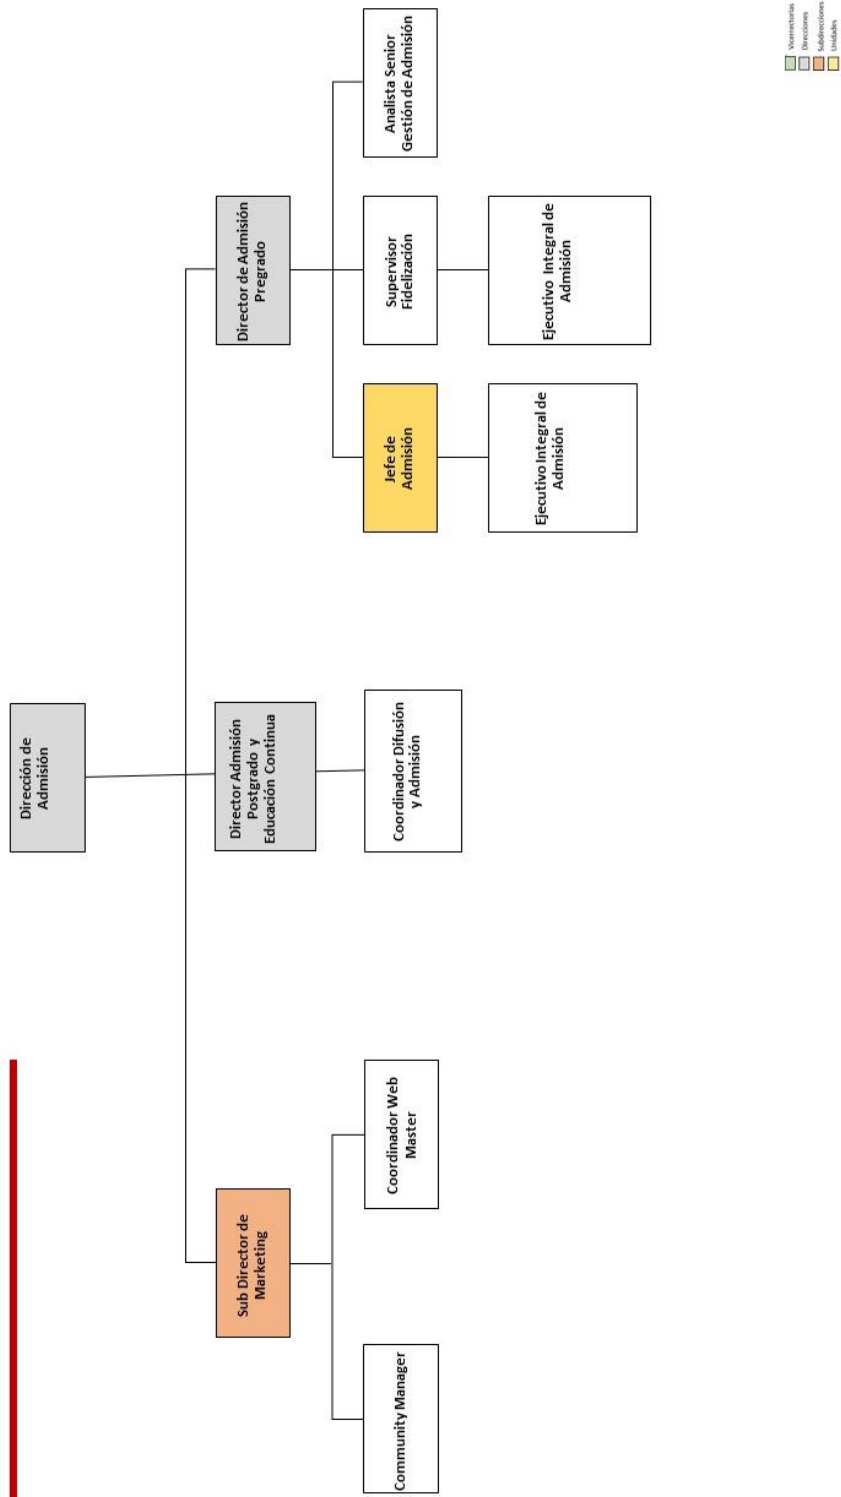 Dirección de
Admisión
Sub Director de
Marketing
Director Admisión
Postgrado y
Educación Continua
Director de Admisión
Pregrado
Community Manager
Coordinador Web
Master
Coordinador Difusión
y Admisión
Jefe de
Admisión
Supervisor
Fidelización
Analista Senior
Gestión de Admisión
Ejecutivo Integral de
Admisión
Ejecutivo Integral de
Admisión
Vicerrectorias
Direcciones
Subdirecciones
Unidades